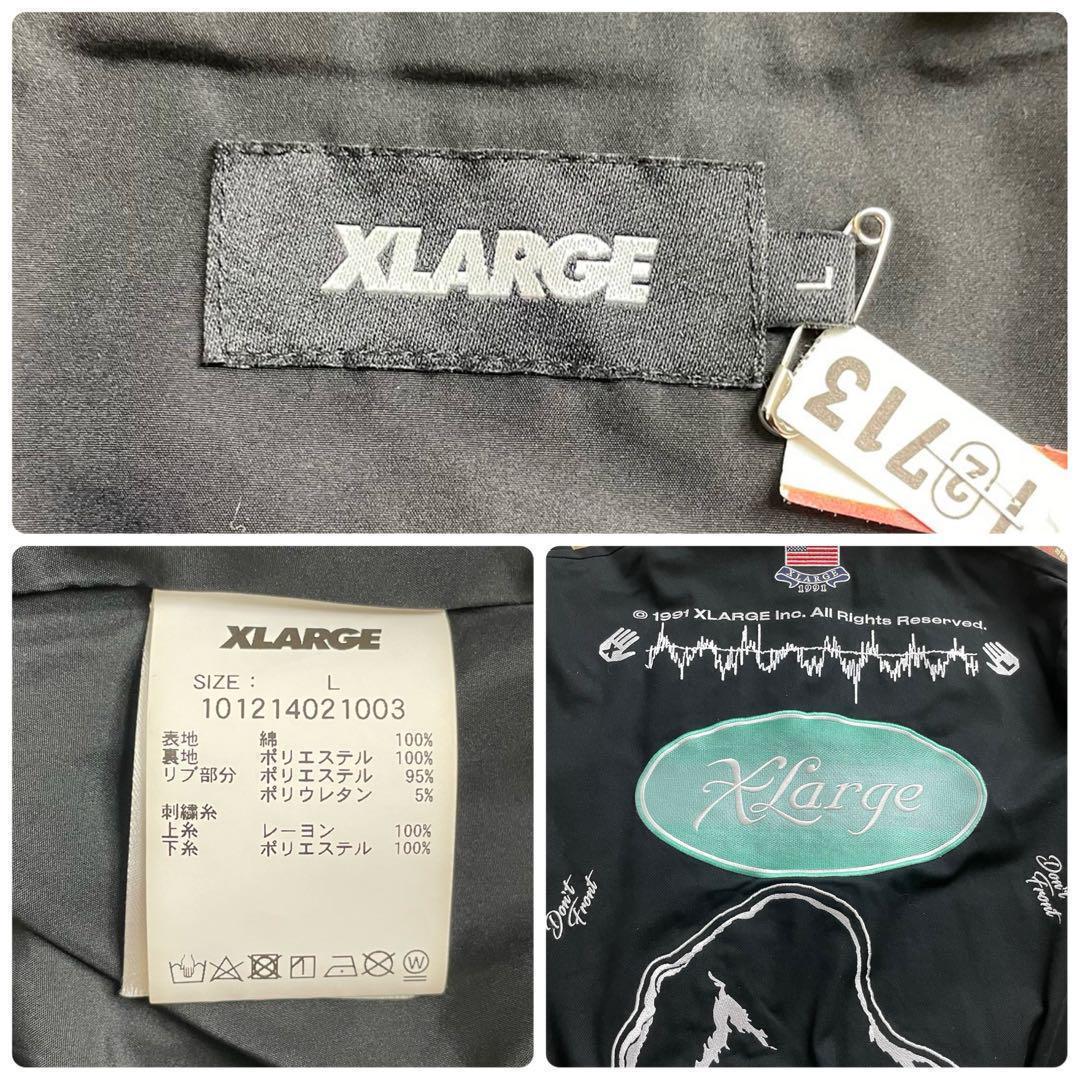 XLARGE
L
1713
2
N
XLARGE
SIZE : L
101214021003
表地 綿 100%
裏地 ポリエステル 100%
リブ部分 ポリエステル 95%
ポリウレタン 5%
刺繍糸
上糸 レーヨン 100%
下糸 ポリエステル 100%
W
XLARGE
1991
© 1991 XLARGE Inc. All Rights Reserved.
XLarge
Don't
Front
Don't
Front